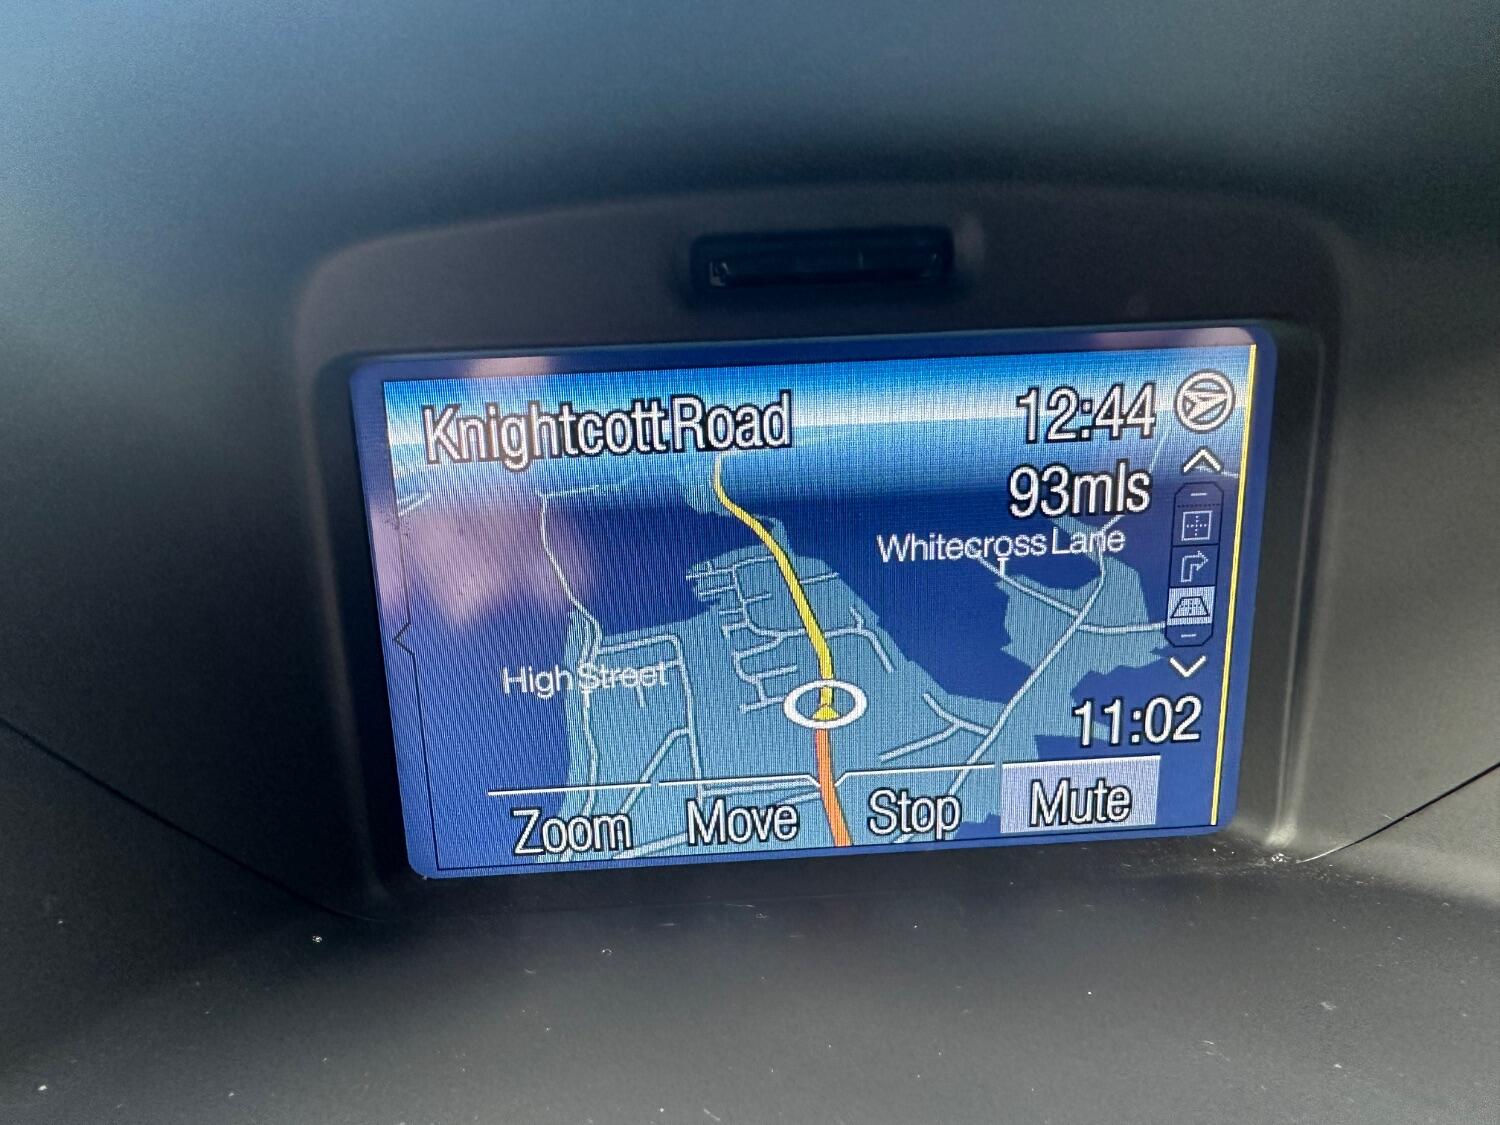 Knightcott Road
12:44
93mls
Whitecross Lane
High Street
11:02
Zoom
Move
Stop
Mute